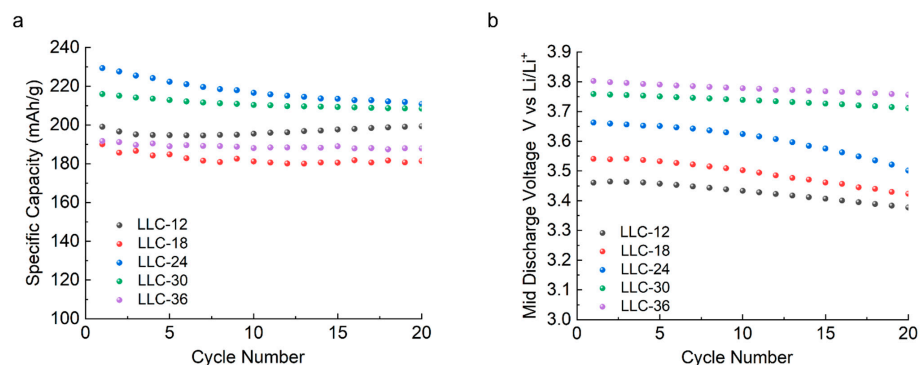 a
Specific Capacity (mAh/g)
240
220
200
180
160
140
120
100
LLC-12
LLC-18
LLC-24
LLC-30
LLC-36
0
5
10
15
20
Cycle Number
b
Mid Discharge Voltage V vs Li/Li⁺
3.9
3.8
3.7
3.6
3.5
3.4
3.3
3.2
3.1
3.0
LLC-12
LLC-18
LLC-24
LLC-30
LLC-36
0
5
10
15
20
Cycle Number